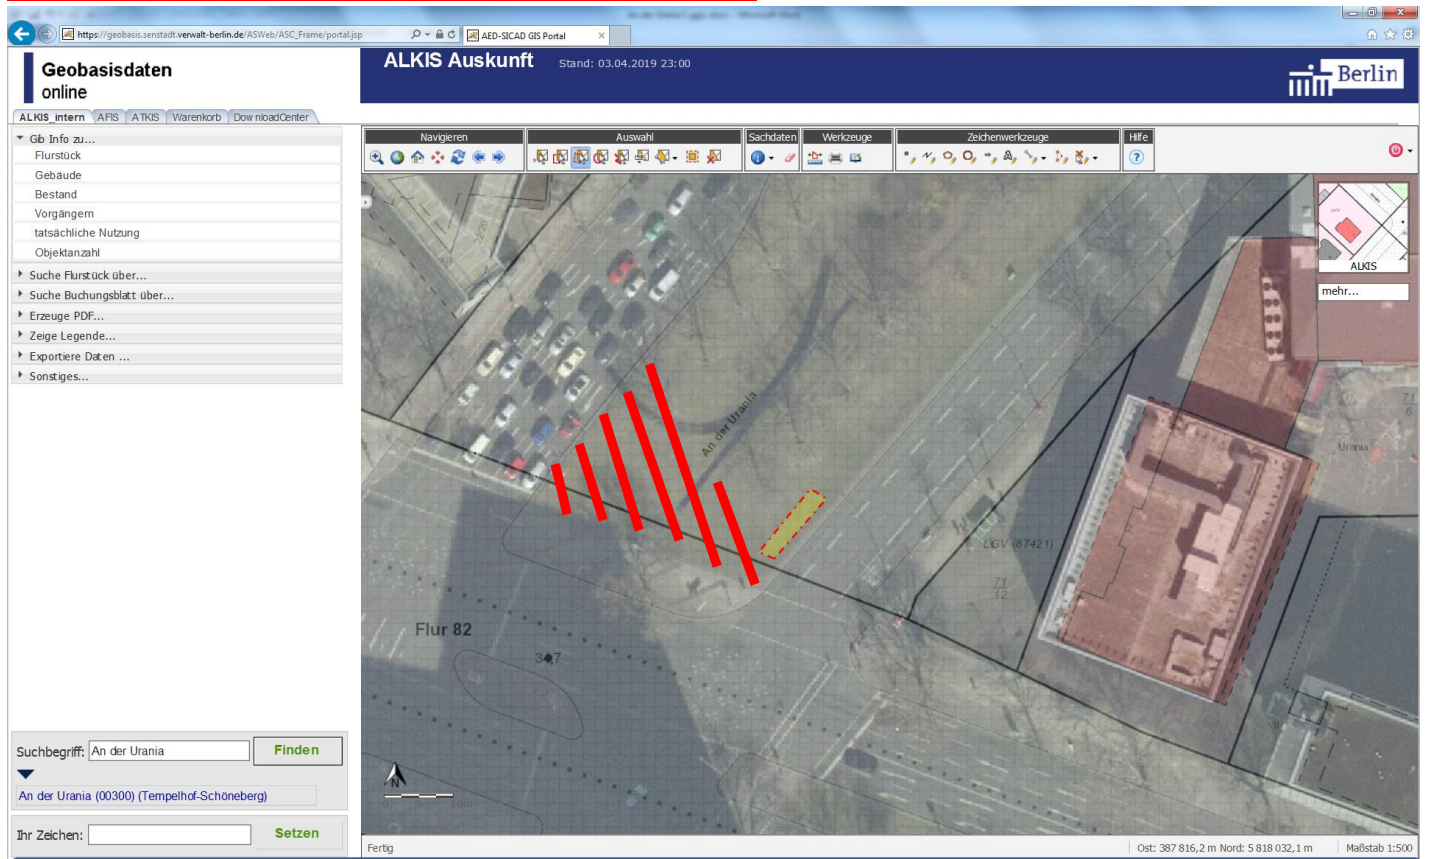 https://geobasis.senstadt.verwalt-berlin.de/ASWeb/ASC_Frame/portal.jsp
AED-SICAD GIS Portal
Geobasisdaten
online
ALKIS Auskunft Stand: 03.04.2019 23:00
Berlin
ALKIS_intern AFIS ATKIS Warenkorb DownloadCenter
Gib Info zu...
Flurstück
Gebäude
Bestand
Vorgängern
tatsächliche Nutzung
Objektanzahl
Suche Flurstück über...
Suche Buchungsblatt über...
Erzeuge PDF...
Zeige Legende...
Exportiere Daten ...
Sonstiges...
Navigieren Auswahl Sachdaten Werkzeuge Zeichenwerkzeuge Hilfe
ALKIS
mehr...
An der Urania
71
6
Urania
LGV (87421)
71
12
Flur 82
N
10m
Suchbegriff: An der Urania Finden
An der Urania (00300) (Tempelhof-Schöneberg)
Ihr Zeichen: Setzen
Fertig Ost: 387 816,2 m Nord: 5 818 032,1 m Maßstab 1:500